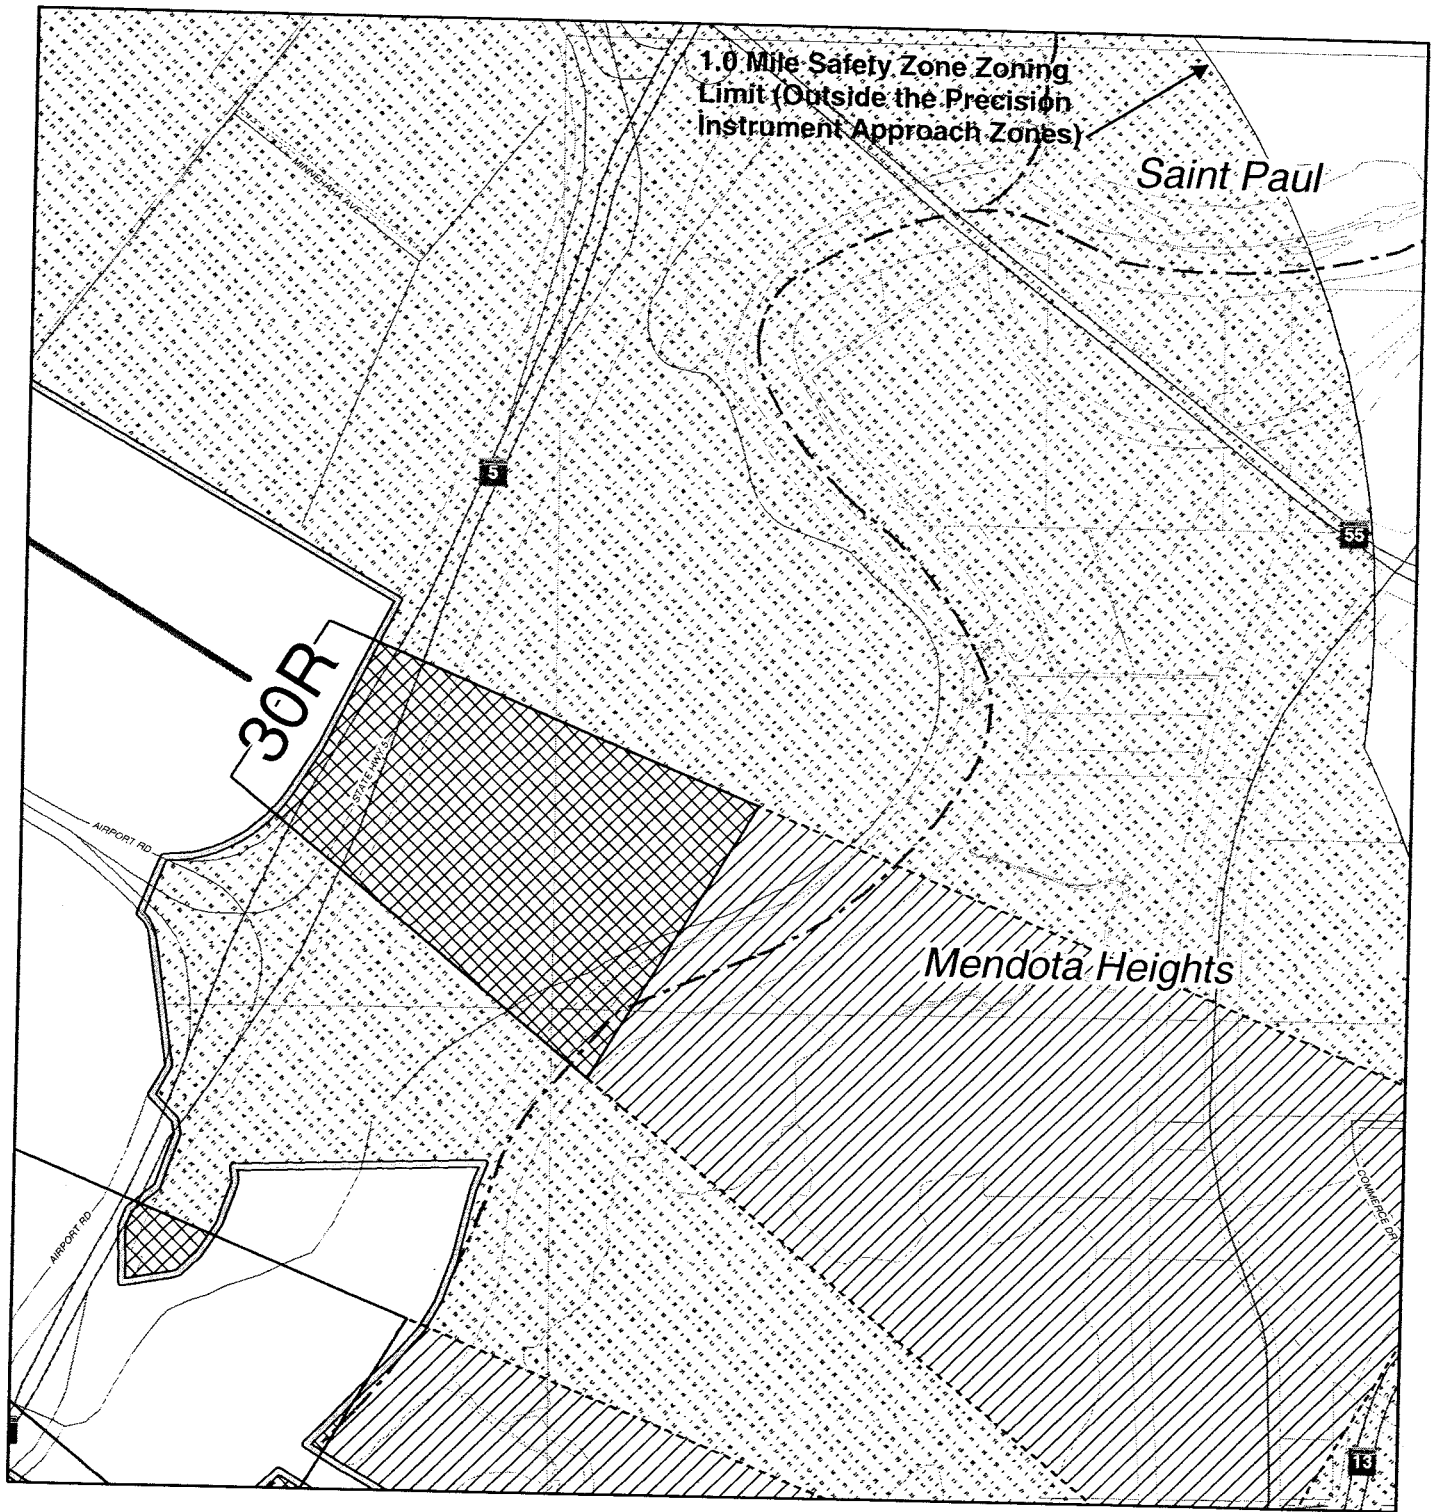 1.0 Mile Safety Zone Zoning
Limit (Outside the Precision
Instrument Approach Zones)
Saint Paul
MINNEHAHA AVE
5
55
30R
STATE HWY 5
AIRPORT RD
Mendota Heights
COMMERCE DR
AIRPORT RD
13